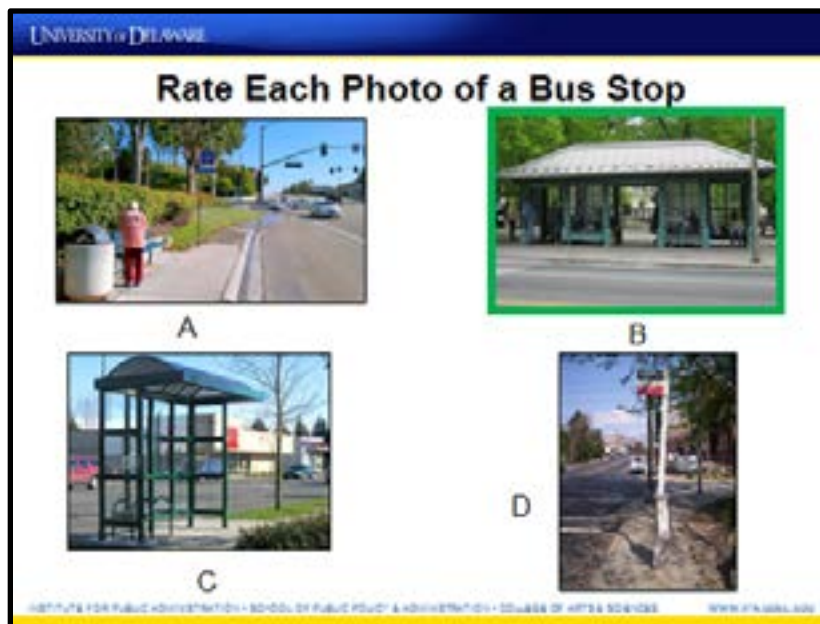 UNIVERSITY OF DELAWARE
Rate Each Photo of a Bus Stop
A
B
C
D
INSTITUTE FOR PUBLIC ADMINISTRATION • SCHOOL OF PUBLIC POLICY & ADMINISTRATION • COLLEGE OF ARTS & SCIENCES